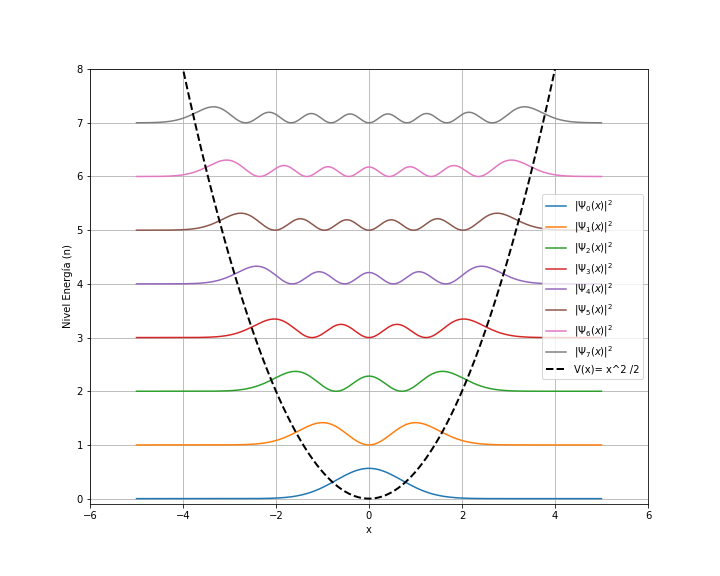 8
7
6
5
4
3
2
1
0
Nivel Energía (n)
−6
−4
−2
0
2
4
6
x
|Ψ₀(x)|²
|Ψ₁(x)|²
|Ψ₂(x)|²
|Ψ₃(x)|²
|Ψ₄(x)|²
|Ψ₅(x)|²
|Ψ₆(x)|²
|Ψ₇(x)|²
V(x)= x^2 /2